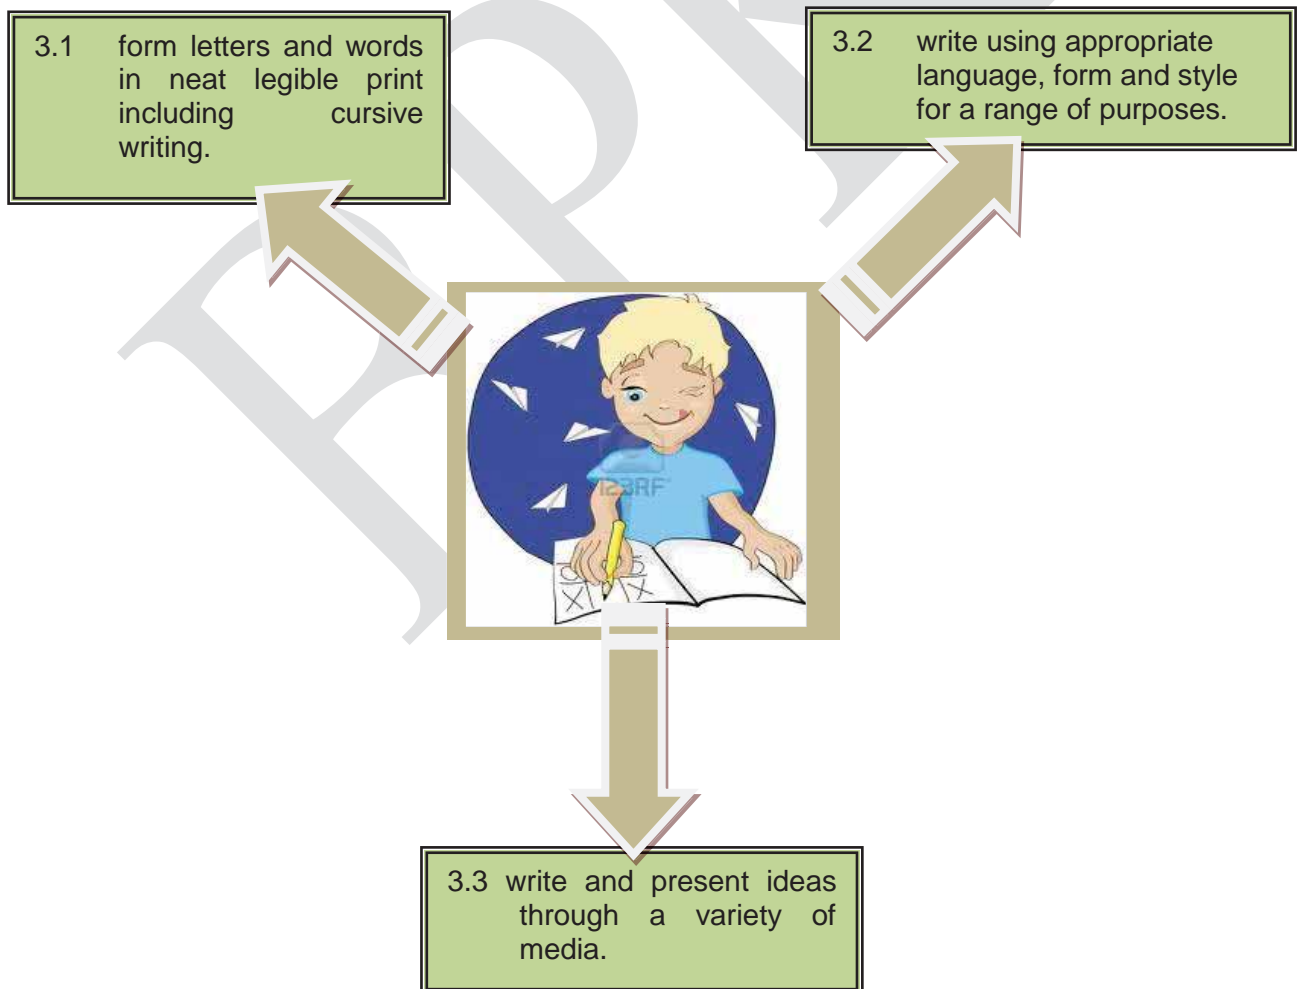 3.1 form letters and words
in neat legible print
including cursive
writing.
3.2 write using appropriate
language, form and style
for a range of purposes.
123RF
3.3 write and present ideas
through a variety of
media.